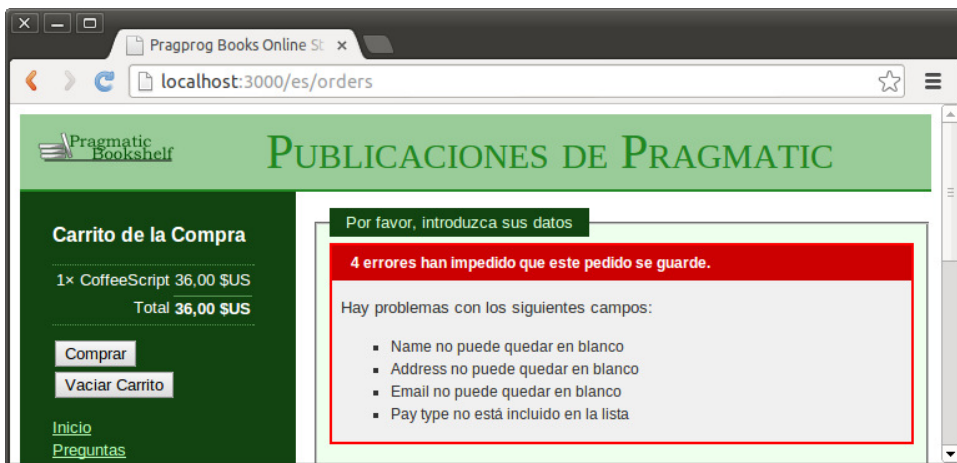 Pragprog Books Online St
localhost:3000/es/orders
Pragmatic
Bookshelf
PUBLICACIONES DE PRAGMATIC
Carrito de la Compra
1× CoffeeScript 36,00 $US
Total 36,00 $US
Comprar
Vaciar Carrito
Inicio
Preguntas
Por favor, introduzca sus datos
4 errores han impedido que este pedido se guarde.
Hay problemas con los siguientes campos:
Name no puede quedar en blanco
Address no puede quedar en blanco
Email no puede quedar en blanco
Pay type no está incluido en la lista